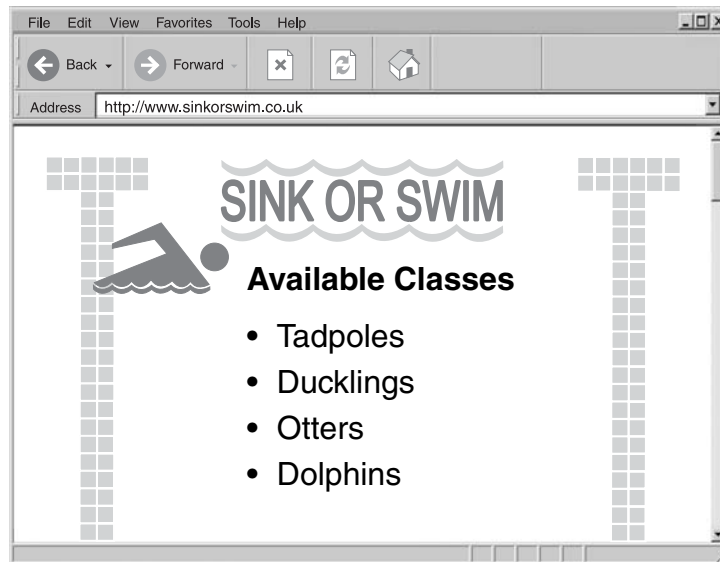 File Edit View Favorites Tools Help
Back Forward
Address http://www.sinkorswim.co.uk
SINK OR SWIM
Available Classes
• Tadpoles
• Ducklings
• Otters
• Dolphins